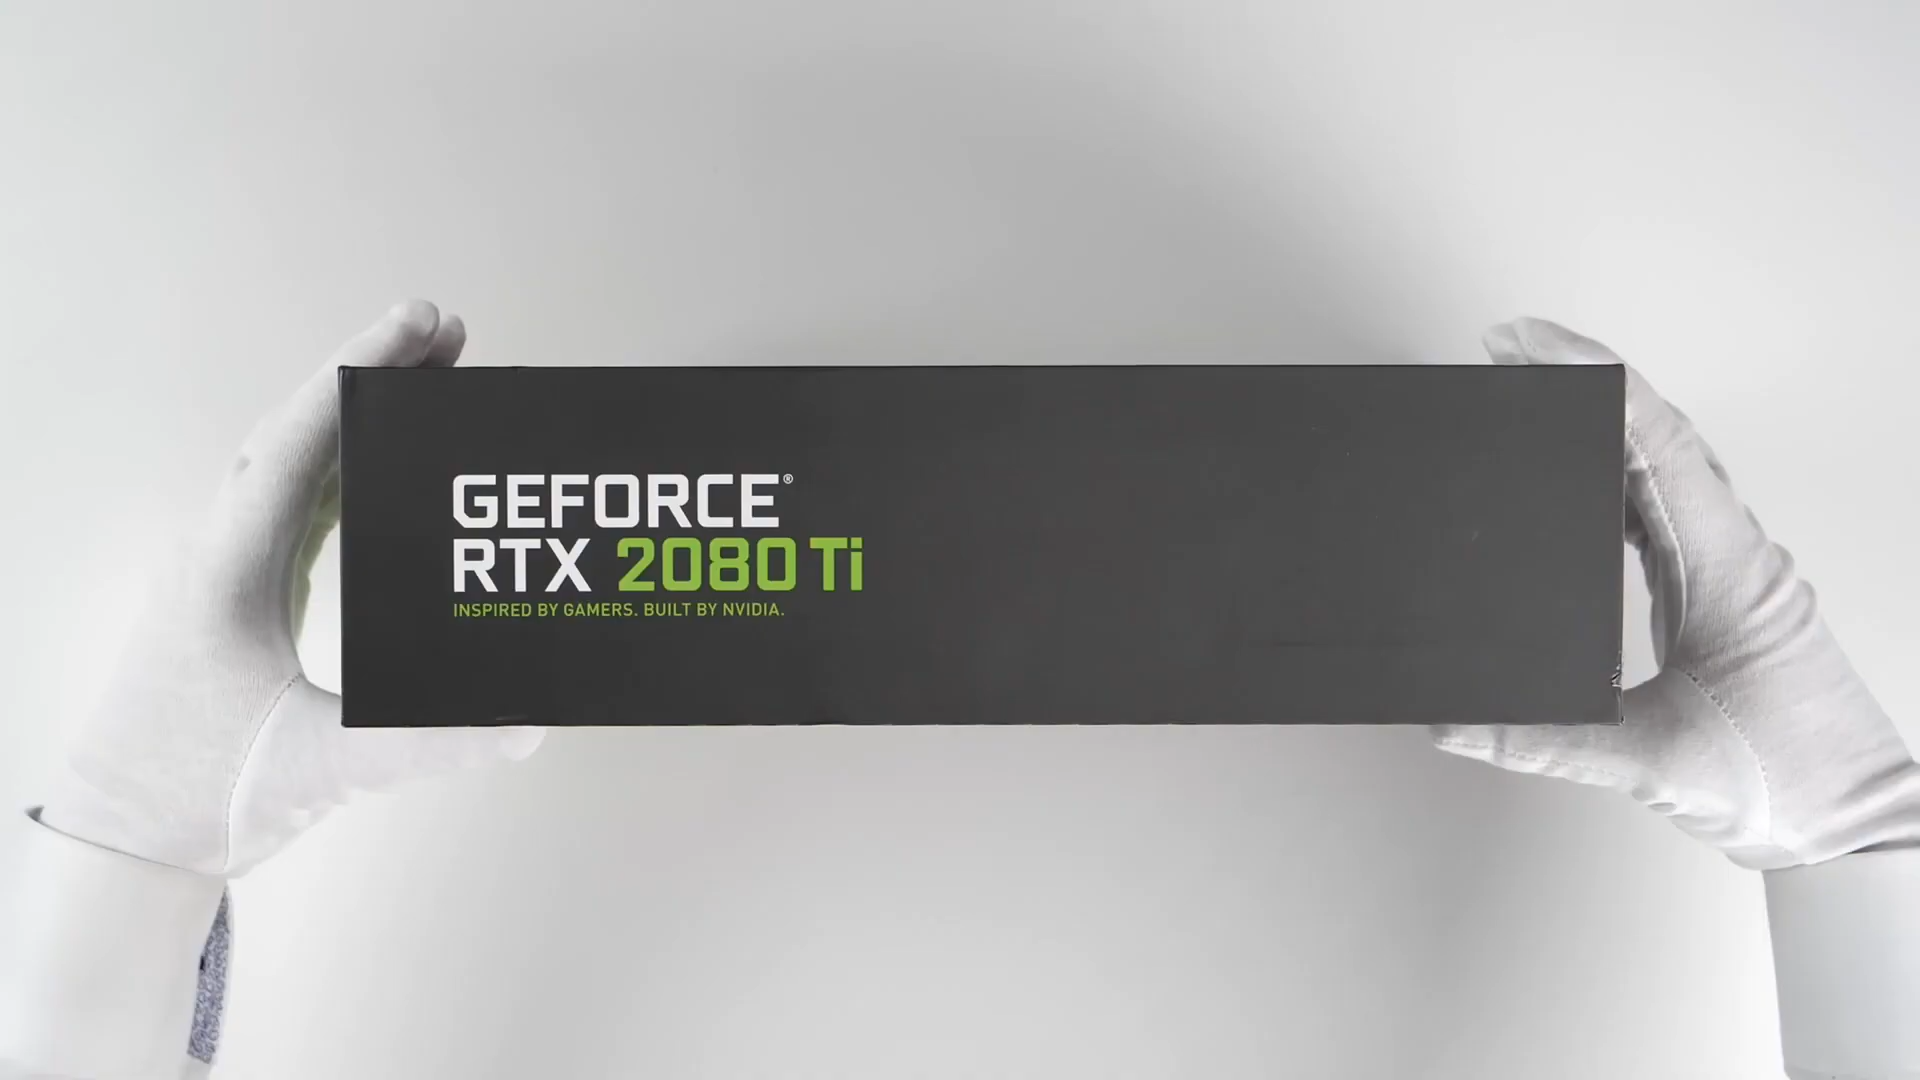 GEFORCE®
RTX 2080 Ti
INSPIRED BY GAMERS. BUILT BY NVIDIA.